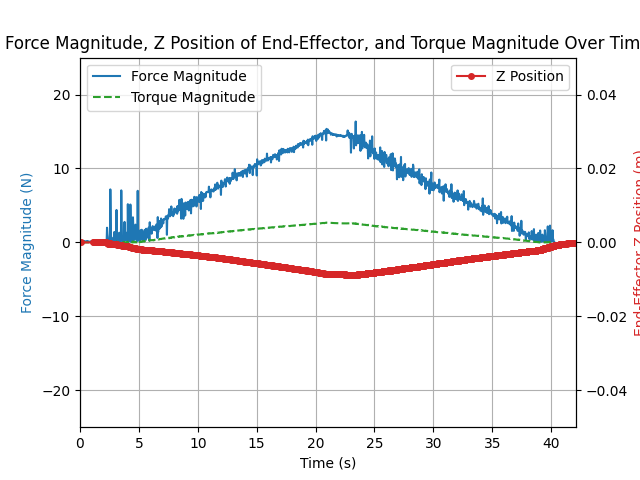 Force Magnitude, Z Position of End-Effector, and Torque Magnitude Over Tim
Force Magnitude
Torque Magnitude
Z Position
20
10
0
−10
−20
0.04
0.02
0.00
−0.02
−0.04
Force Magnitude (N)
End-Effector Z Position (m)
0 5 10 15 20 25 30 35 40
Time (s)